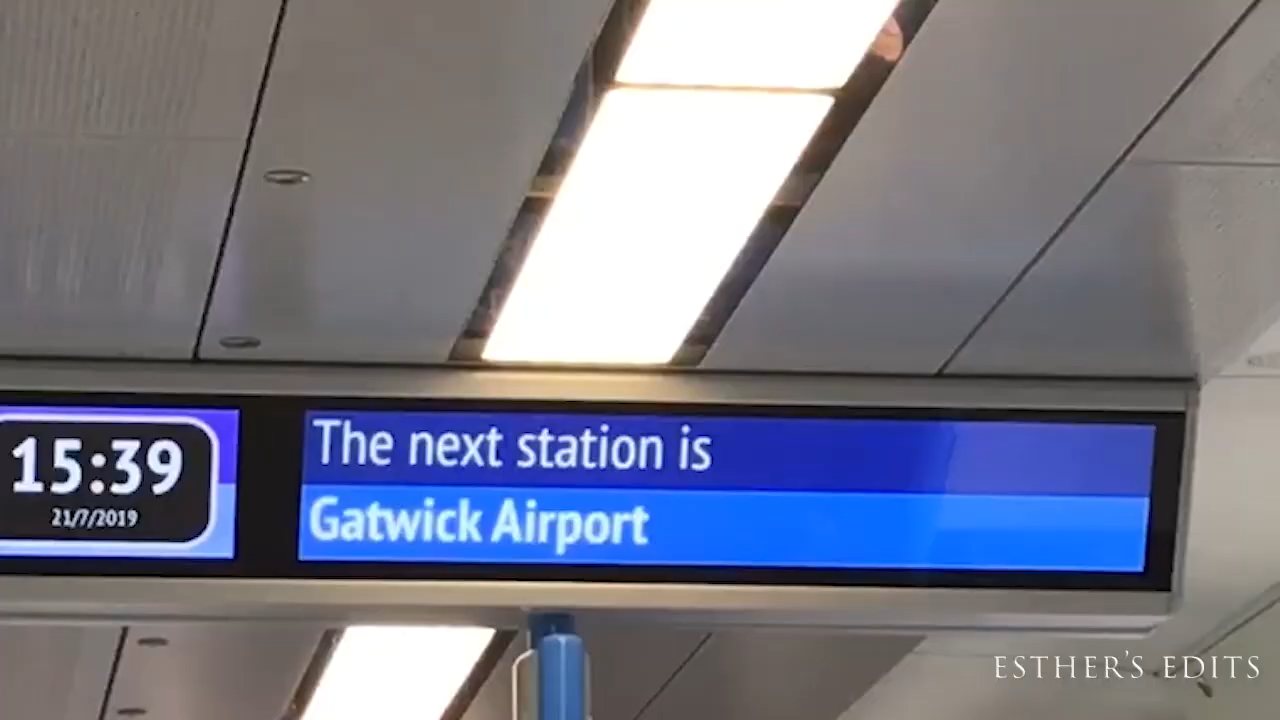 15:39
21/7/2019
The next station is
Gatwick Airport
ESTHER'S EDITS